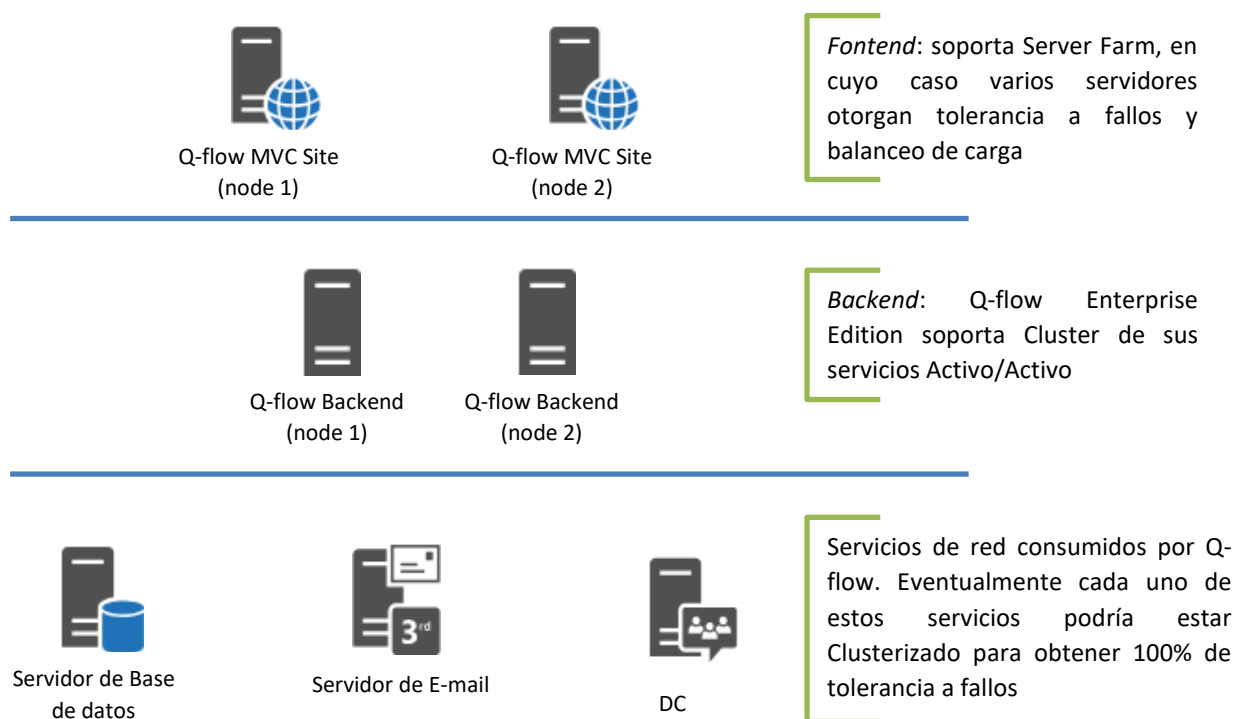 Fontend: soporta Server Farm, en
cuyo caso varios servidores
otorgan tolerancia a fallos y
balanceo de carga
Q-flow MVC Site
(node 1)
Q-flow MVC Site
(node 2)
Backend: Q-flow Enterprise
Edition soporta Cluster de sus
servicios Activo/Activo
Q-flow Backend
(node 1)
Q-flow Backend
(node 2)
Servicios de red consumidos por Q-
flow. Eventualmente cada uno de
estos servicios podría estar
Clusterizado para obtener 100% de
tolerancia a fallos
3rd
Servidor de Base
de datos
Servidor de E-mail
DC